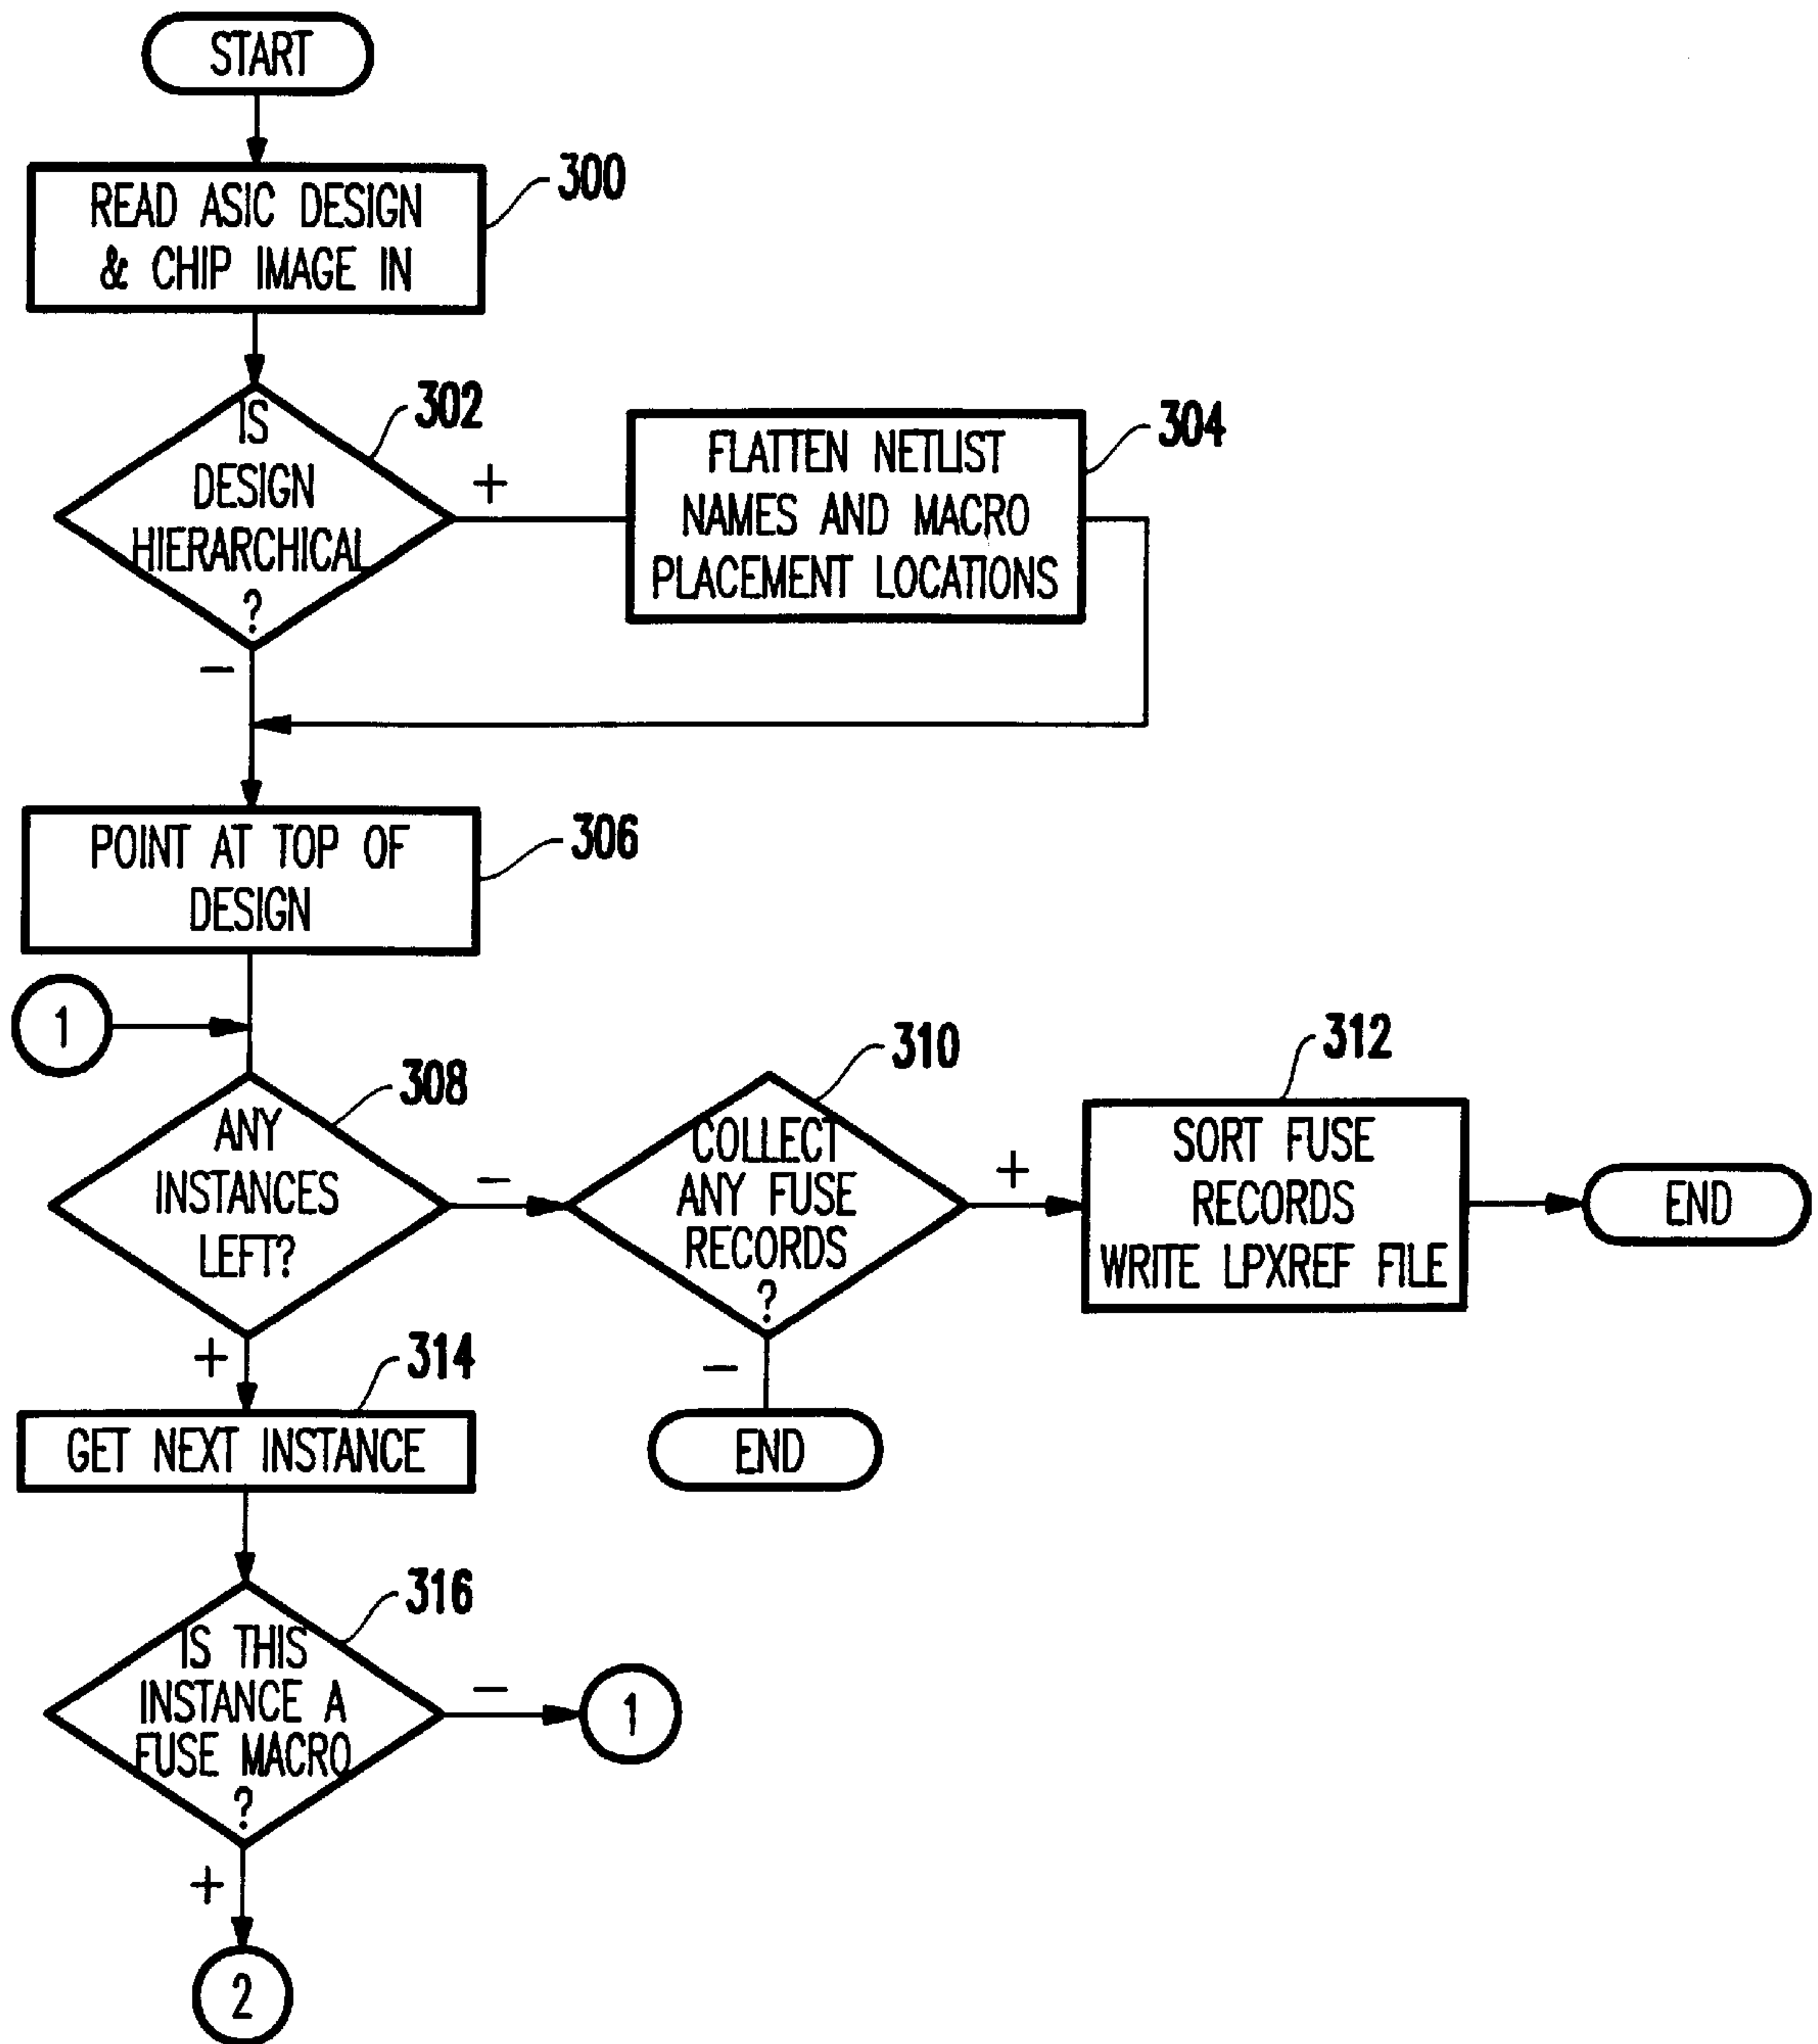 START
READ ASIC DESIGN
& CHIP IMAGE IN
300
IS
DESIGN
HIERARCHICAL
?
302
+
−
FLATTEN NETLIST
NAMES AND MACRO
PLACEMENT LOCATIONS
304
POINT AT TOP OF
DESIGN
306
1
ANY
INSTANCES
LEFT?
308
−
+
COLLECT
ANY FUSE
RECORDS
?
310
+
−
SORT FUSE
RECORDS
WRITE LPXREF FILE
312
END
END
GET NEXT INSTANCE
314
IS THIS
INSTANCE A
FUSE MACRO
?
316
−
1
+
2